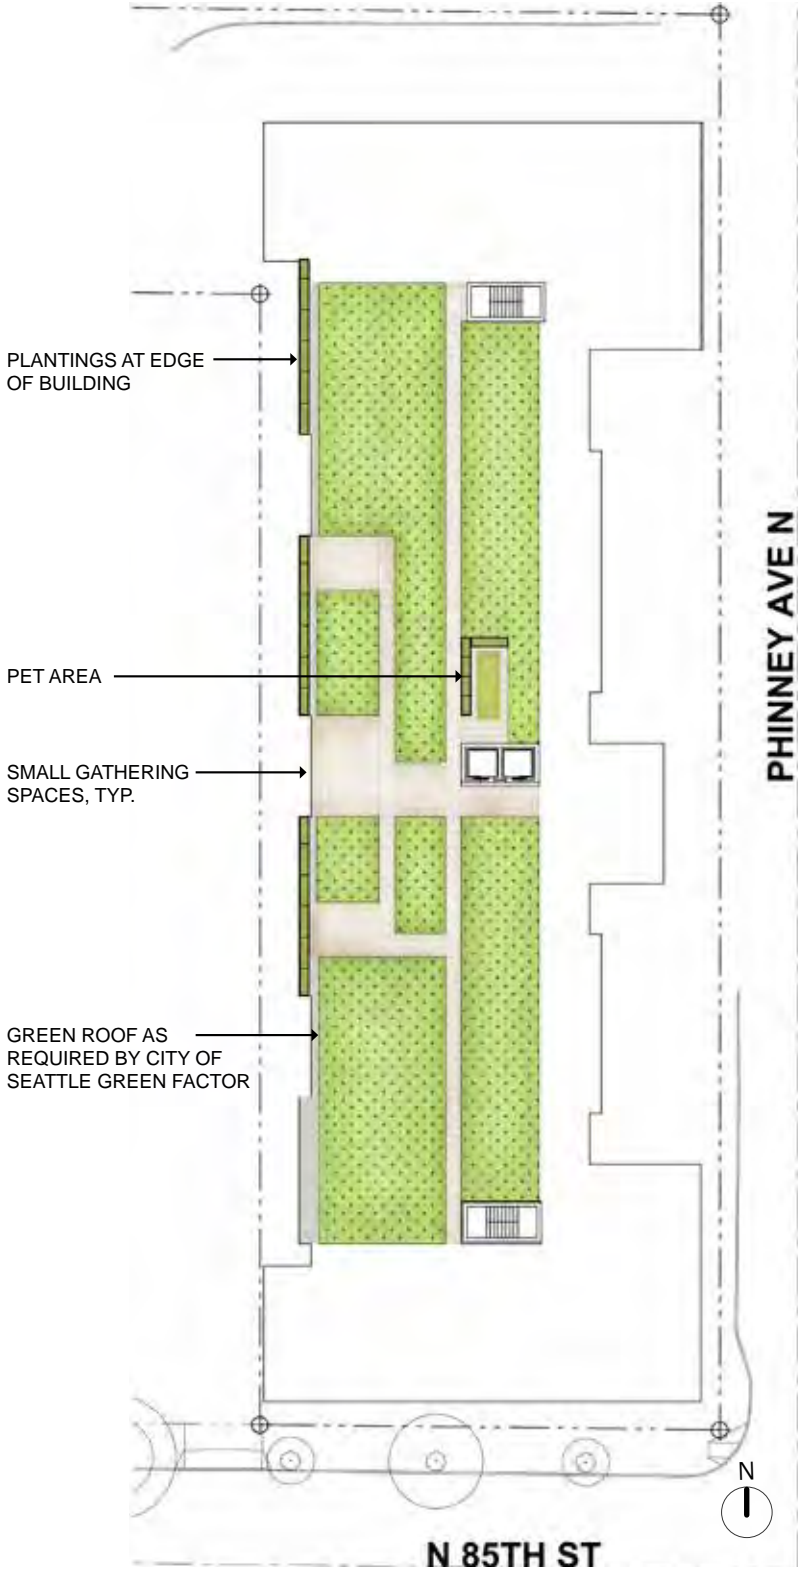 PLANTINGS AT EDGE
OF BUILDING
PHINNEY AVE N
PET AREA
SMALL GATHERING
SPACES, TYP.
GREEN ROOF AS
REQUIRED BY CITY OF
SEATTLE GREEN FACTOR
N
N 85TH ST